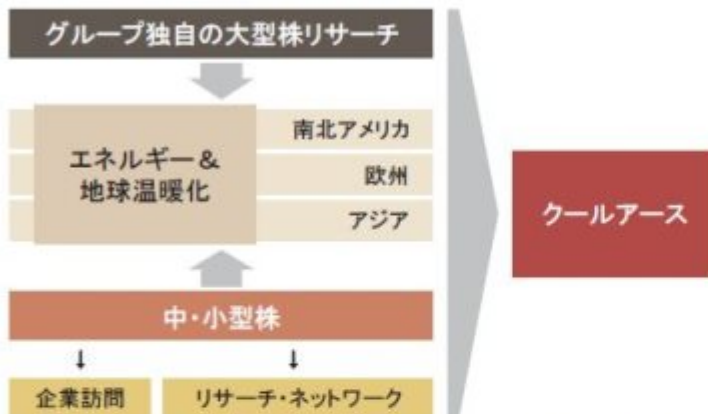 グループ独自の大型株リサーチ
エネルギー&
地球温暖化
南北アメリカ
欧州
アジア
クールアース
中・小型株
企業訪問
リサーチ・ネットワーク